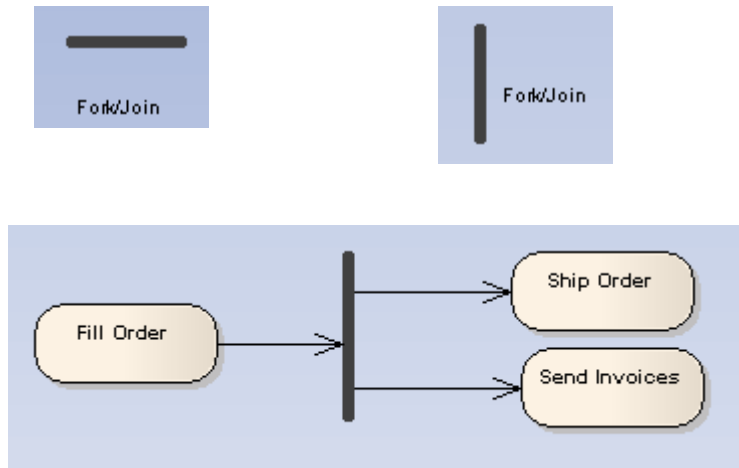 Fork/Join
Fork/Join
Fill Order
Ship Order
Send Invoices